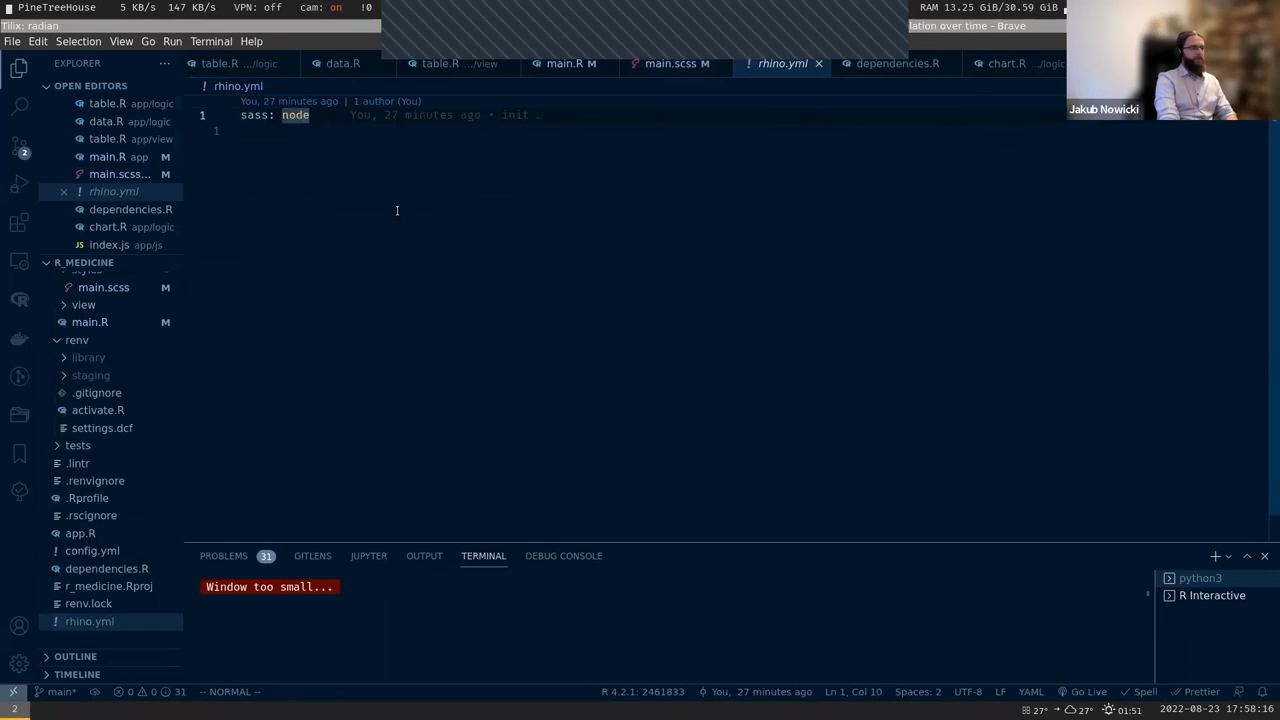 PineTreeHouse 5 KB/s 147 KB/s VPN: off cam: on !0 RAM 13.25 GiB/30.59 GiB
Tilix: radian lation over time - Brave
File Edit Selection View Go Run Terminal Help
Jakub Nowicki
EXPLORER ...
table.R .../logic data.R table.R .../view main.R M main.scss M rhino.yml dependencies.R chart.R .../logic
OPEN EDITORS
rhino.yml
table.R app/logic
data.R app/logic
table.R app/view
main.R app M
main.scss... M
rhino.yml
dependencies.R
chart.R app/logic
JS index.js app/js
You, 27 minutes ago | 1 author (You)
1 sass: node You, 27 minutes ago • init …
2
R_MEDICINE
styles
main.scss M
view
main.R M
renv
library
staging
.gitignore
activate.R
settings.dcf
tests
.lintr
.renvignore
.Rprofile
.rscignore
app.R
config.yml
dependencies.R
r_medicine.Rproj
renv.lock
rhino.yml
OUTLINE
TIMELINE
PROBLEMS 31 GITLENS JUPYTER OUTPUT TERMINAL DEBUG CONSOLE
Window too small...
python3
R Interactive
main* 0 0 31 -- NORMAL -- R 4.2.1: 2461833 You, 27 minutes ago Ln 1, Col 10 Spaces: 2 UTF-8 LF YAML Go Live Spell Prettier
2 27° 27° 01:51 2022-08-23 17:58:16